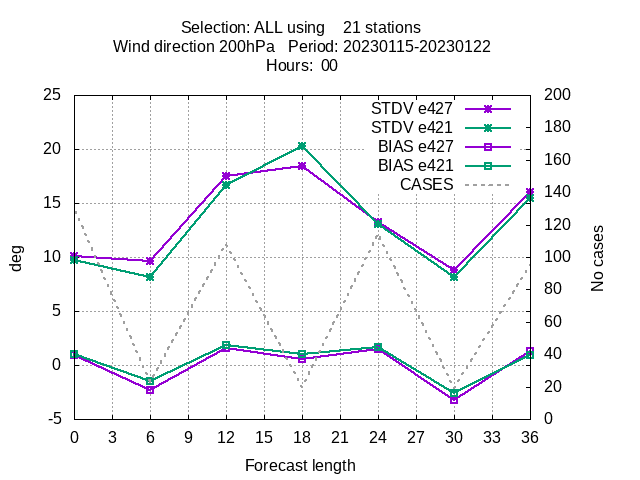 Selection: ALL using    21 stations
Wind direction 200hPa   Period: 20230115-20230122
Hours:  00
25
20
15
10
5
0
-5
deg
STDV e427
STDV e421
BIAS e427
BIAS e421
CASES
200
180
160
140
120
100
80
60
40
20
0
No cases
0 3 6 9 12 15 18 21 24 27 30 33 36
Forecast length